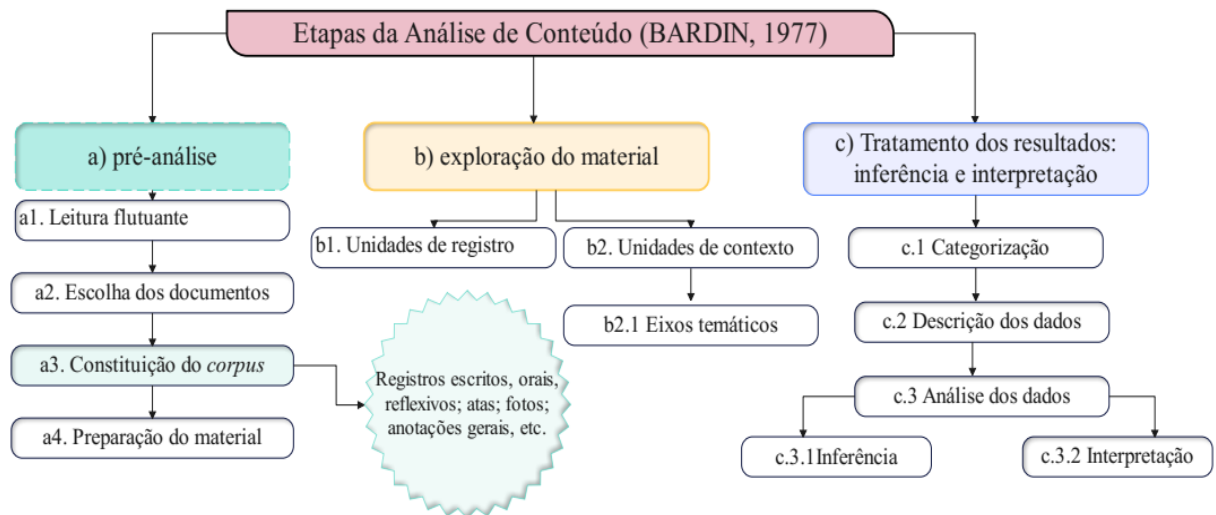 Etapas da Análise de Conteúdo (BARDIN, 1977)
a) pré-análise
a1. Leitura flutuante
a2. Escolha dos documentos
a3. Constituição do corpus
a4. Preparação do material
Registros escritos, orais,
reflexivos; atas; fotos;
anotações gerais, etc.
b) exploração do material
b1. Unidades de registro
b2. Unidades de contexto
b2.1 Eixos temáticos
c) Tratamento dos resultados:
inferência e interpretação
c.1 Categorização
c.2 Descrição dos dados
c.3 Análise dos dados
c.3.1Inferência
c.3.2 Interpretação